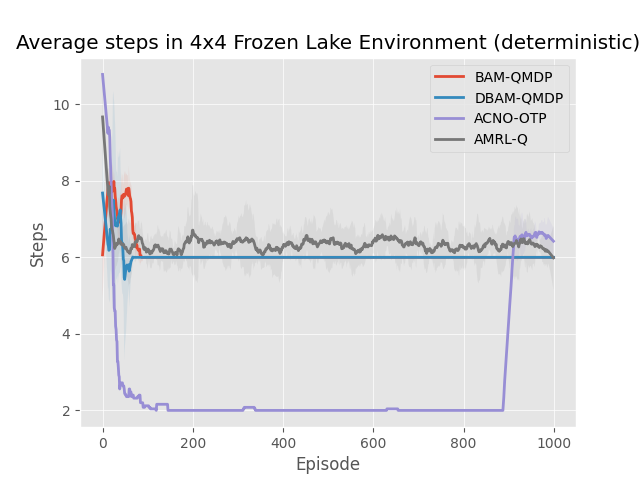 Average steps in 4x4 Frozen Lake Environment (deterministic)
BAM-QMDP
DBAM-QMDP
ACNO-OTP
AMRL-Q
Steps
10
8
6
4
2
0
200
400
600
800
1000
Episode